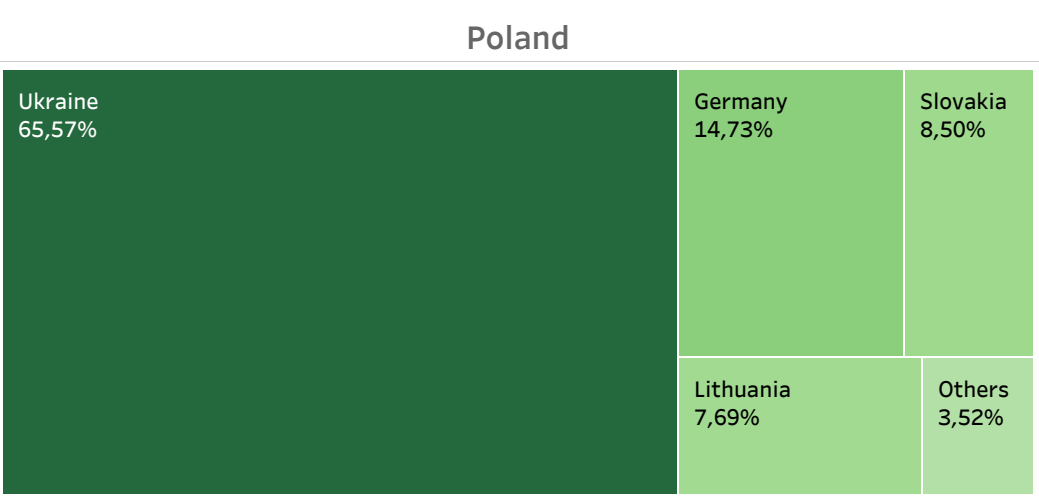 Poland
Ukraine
65,57%
Germany
14,73%
Slovakia
8,50%
Lithuania
7,69%
Others
3,52%